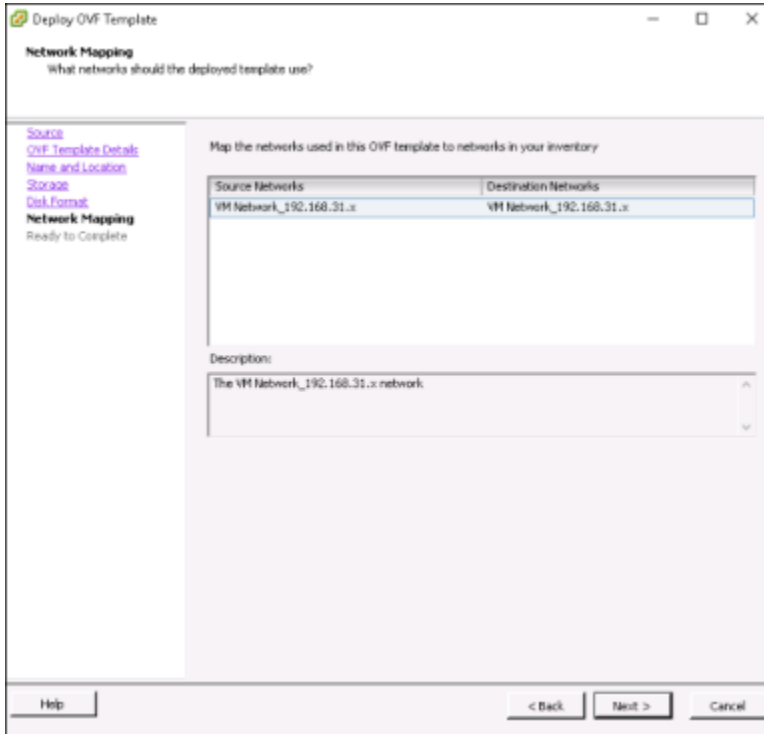 Deploy OVF Template
Network Mapping
What networks should the deployed template use?
Source
OVF Template Details
Name and Location
Storage
Disk Format
Network Mapping
Ready to Complete
Map the networks used in this OVF template to networks in your inventory
Source Networks Destination Networks
VM Network_192.168.31.x VM Network_192.168.31.x
Description:
The VM Network_192.168.31.x network
Help < Back Next > Cancel